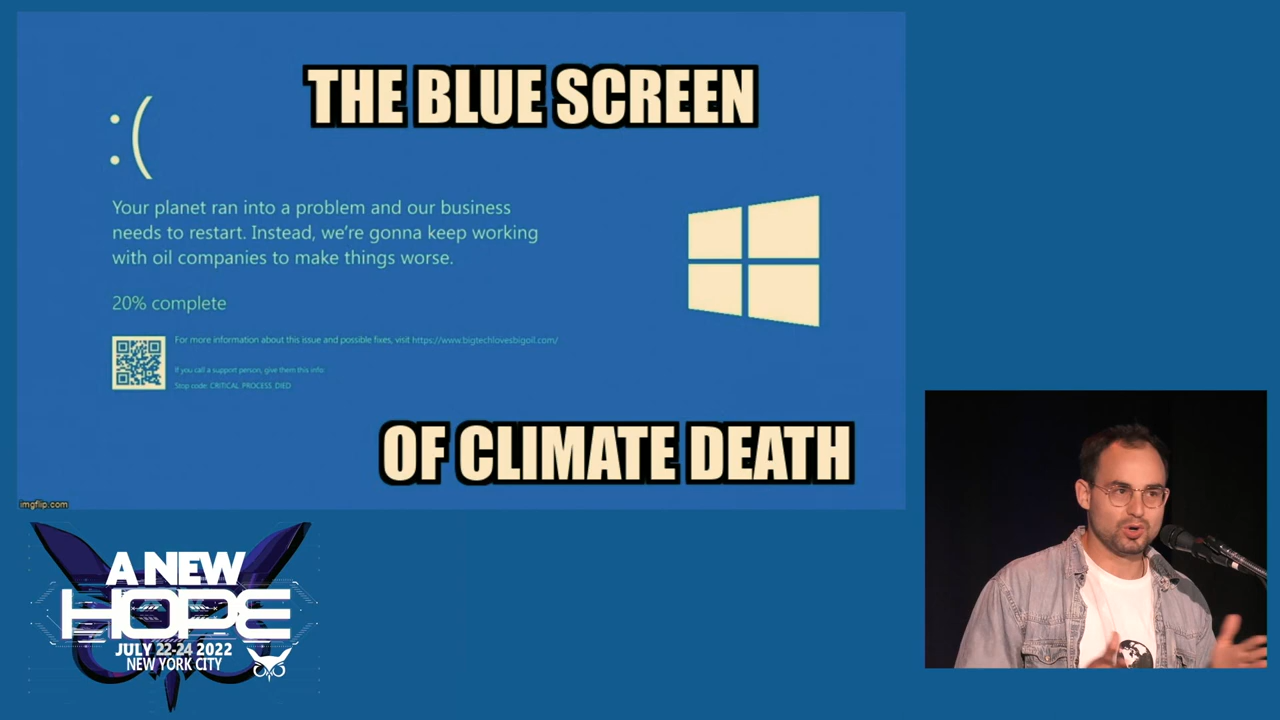 THE BLUE SCREEN
:(
Your planet ran into a problem and our business
needs to restart. Instead, we're gonna keep working
with oil companies to make things worse.
20% complete
For more information about this issue and possible fixes, visit https://www.bigtechlovesbigoil.com/
If you call a support person, give them this info:
Stop code: CRITICAL PROCESS DIED
OF CLIMATE DEATH
imgflip.com
A NEW
HOPE
JULY 22-24 2022
NEW YORK CITY